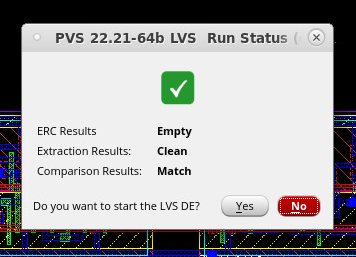 PVS 22.21-64b LVS Run Status (
ERC Results Empty
Extraction Results: Clean
Comparison Results: Match
Do you want to start the LVS DE? Yes No